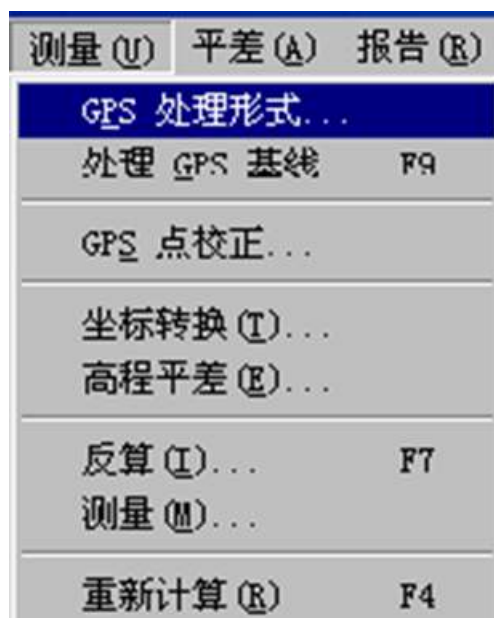 测量(U) 平差(A) 报告(R)
GPS 处理形式...
处理 GPS 基线 F9
GPS 点校正...
坐标转换(T)...
高程平差(E)...
反算(I)... F7
测量(M)...
重新计算(R) F4